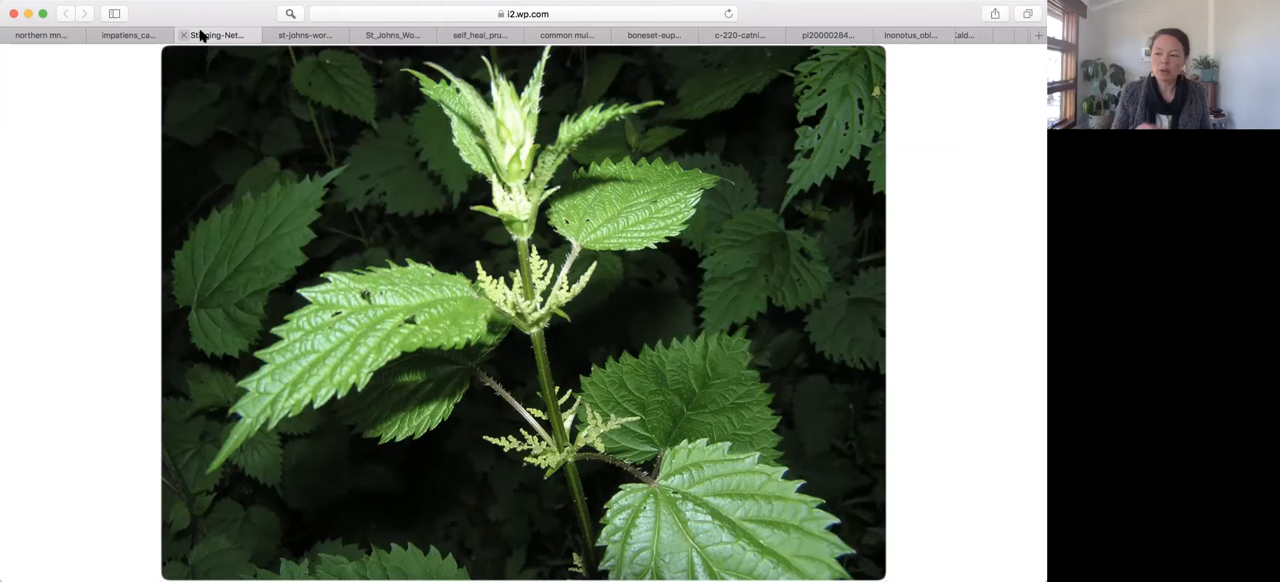 i2.wp.com
northern mn...
impatiens_ca...
Stinging-Net...
st-johns-wor...
St_Johns_Wo...
self_heal_pru...
common mul...
boneset-eup...
c-220-catni...
pl20000284...
Inonotus_obl...